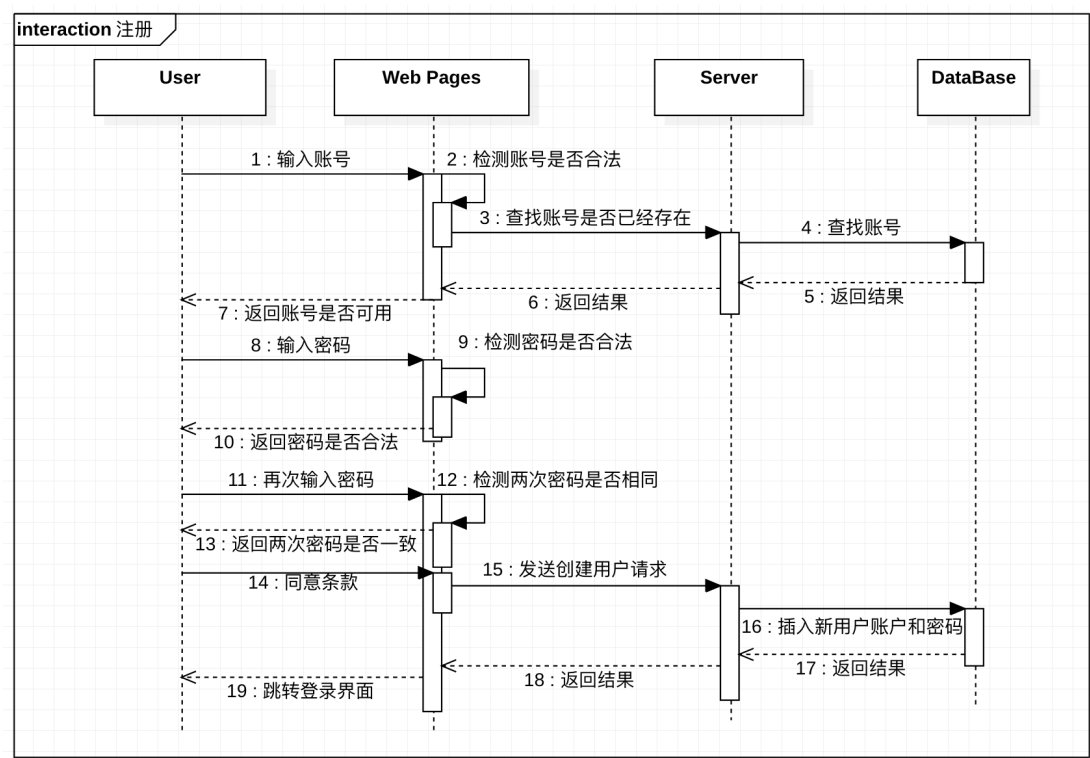 interaction 注册
User
Web Pages
Server
DataBase
1 : 输入账号
2 : 检测账号是否合法
3 : 查找账号是否已经存在
4 : 查找账号
5 : 返回结果
6 : 返回结果
7 : 返回账号是否可用
8 : 输入密码
9 : 检测密码是否合法
10 : 返回密码是否合法
11 : 再次输入密码
12 : 检测两次密码是否相同
13 : 返回两次密码是否一致
14 : 同意条款
15 : 发送创建用户请求
16 : 插入新用户账户和密码
17 : 返回结果
18 : 返回结果
19 : 跳转登录界面